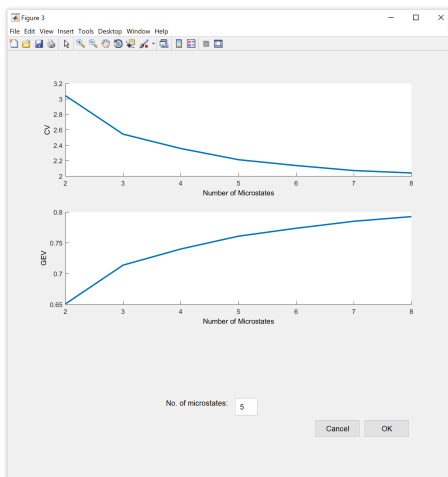 Figure 3
File Edit View Insert Tools Desktop Window Help
3.2
3
2.8
2.6
2.4
2.2
2
CV
2 3 4 5 6 7 8
Number of Microstates
0.8
0.75
0.7
0.65
GEV
2 3 4 5 6 7 8
Number of Microstates
No. of microstates: 5
Cancel OK